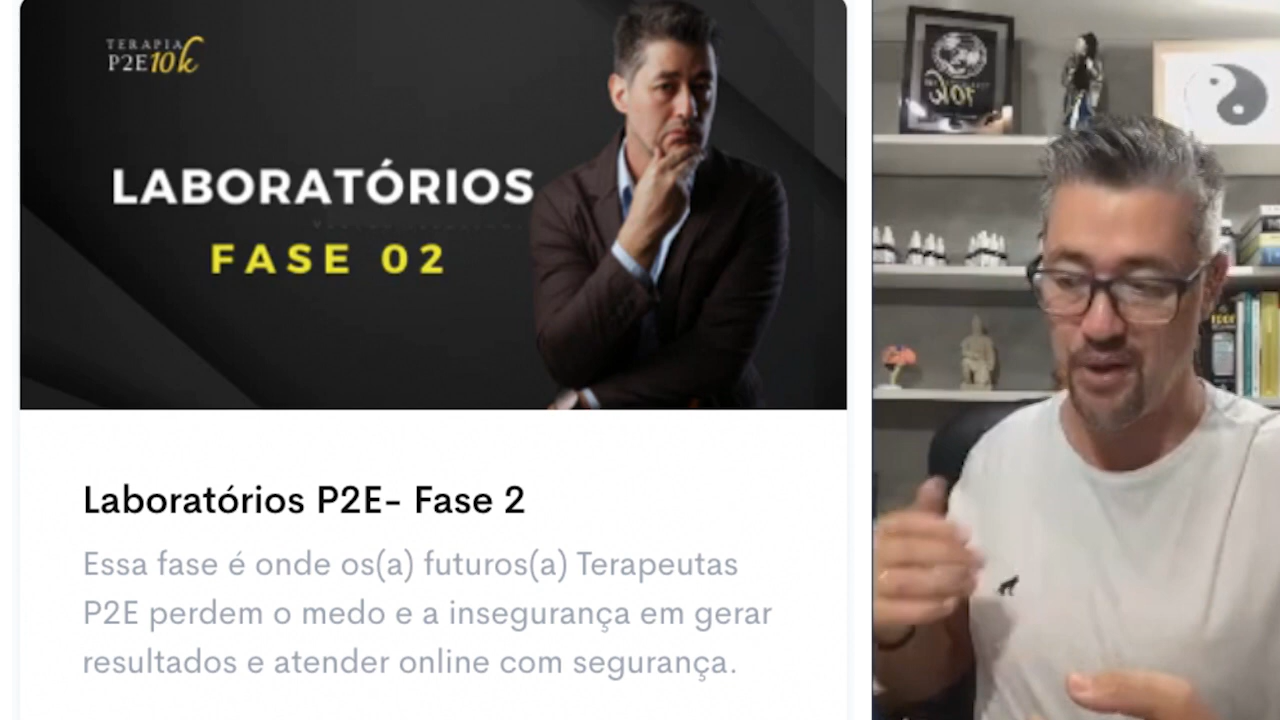 TERAPIA
P2E10k
LABORATÓRIOS
FASE 02
Laboratórios P2E- Fase 2
Essa fase é onde os(a) futuros(a) Terapeutas
P2E perdem o medo e a insegurança em gerar
resultados e atender online com segurança.
10k